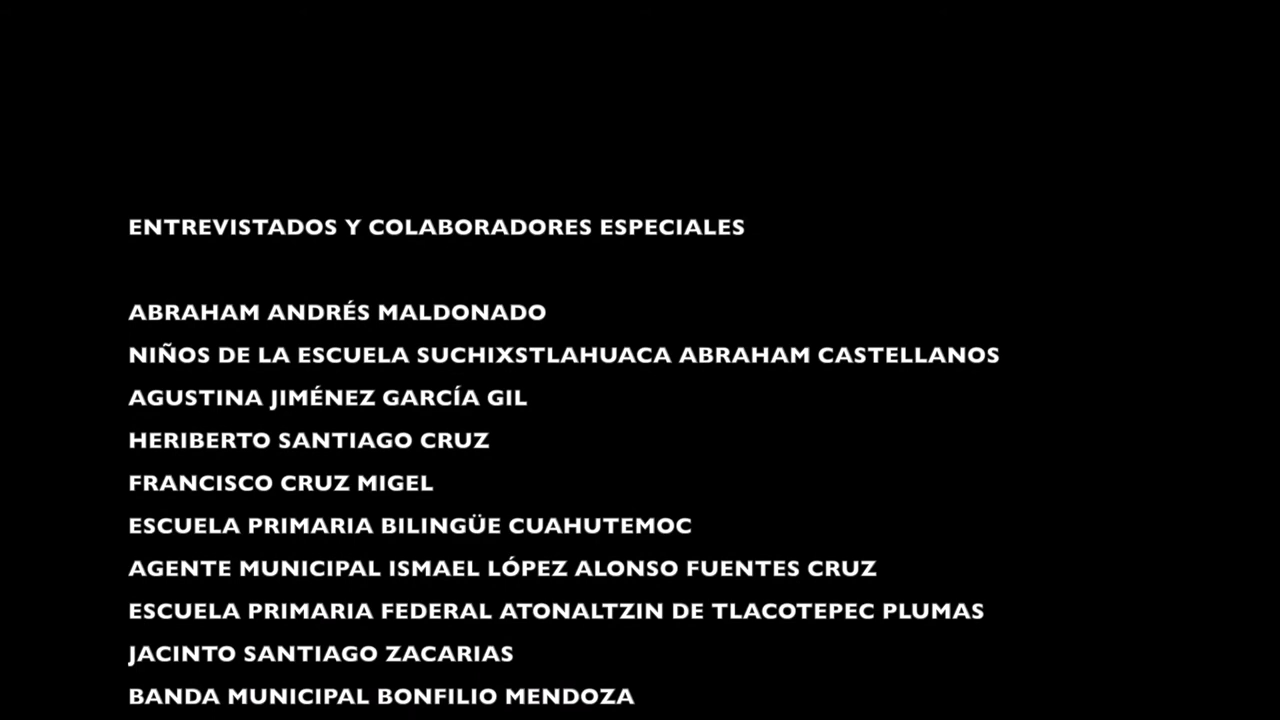 ENTREVISTADOS Y COLABORADORES ESPECIALES
ABRAHAM ANDRÉS MALDONADO
NIÑOS DE LA ESCUELA SUCHIXSTLAHUACA ABRAHAM CASTELLANOS
AGUSTINA JIMÉNEZ GARCÍA GIL
HERIBERTO SANTIAGO CRUZ
FRANCISCO CRUZ MIGEL
ESCUELA PRIMARIA BILINGÜE CUAHUTEMOC
AGENTE MUNICIPAL ISMAEL LÓPEZ ALONSO FUENTES CRUZ
ESCUELA PRIMARIA FEDERAL ATONALTZIN DE TLACOTEPEC PLUMAS
JACINTO SANTIAGO ZACARIAS
BANDA MUNICIPAL BONFILIO MENDOZA